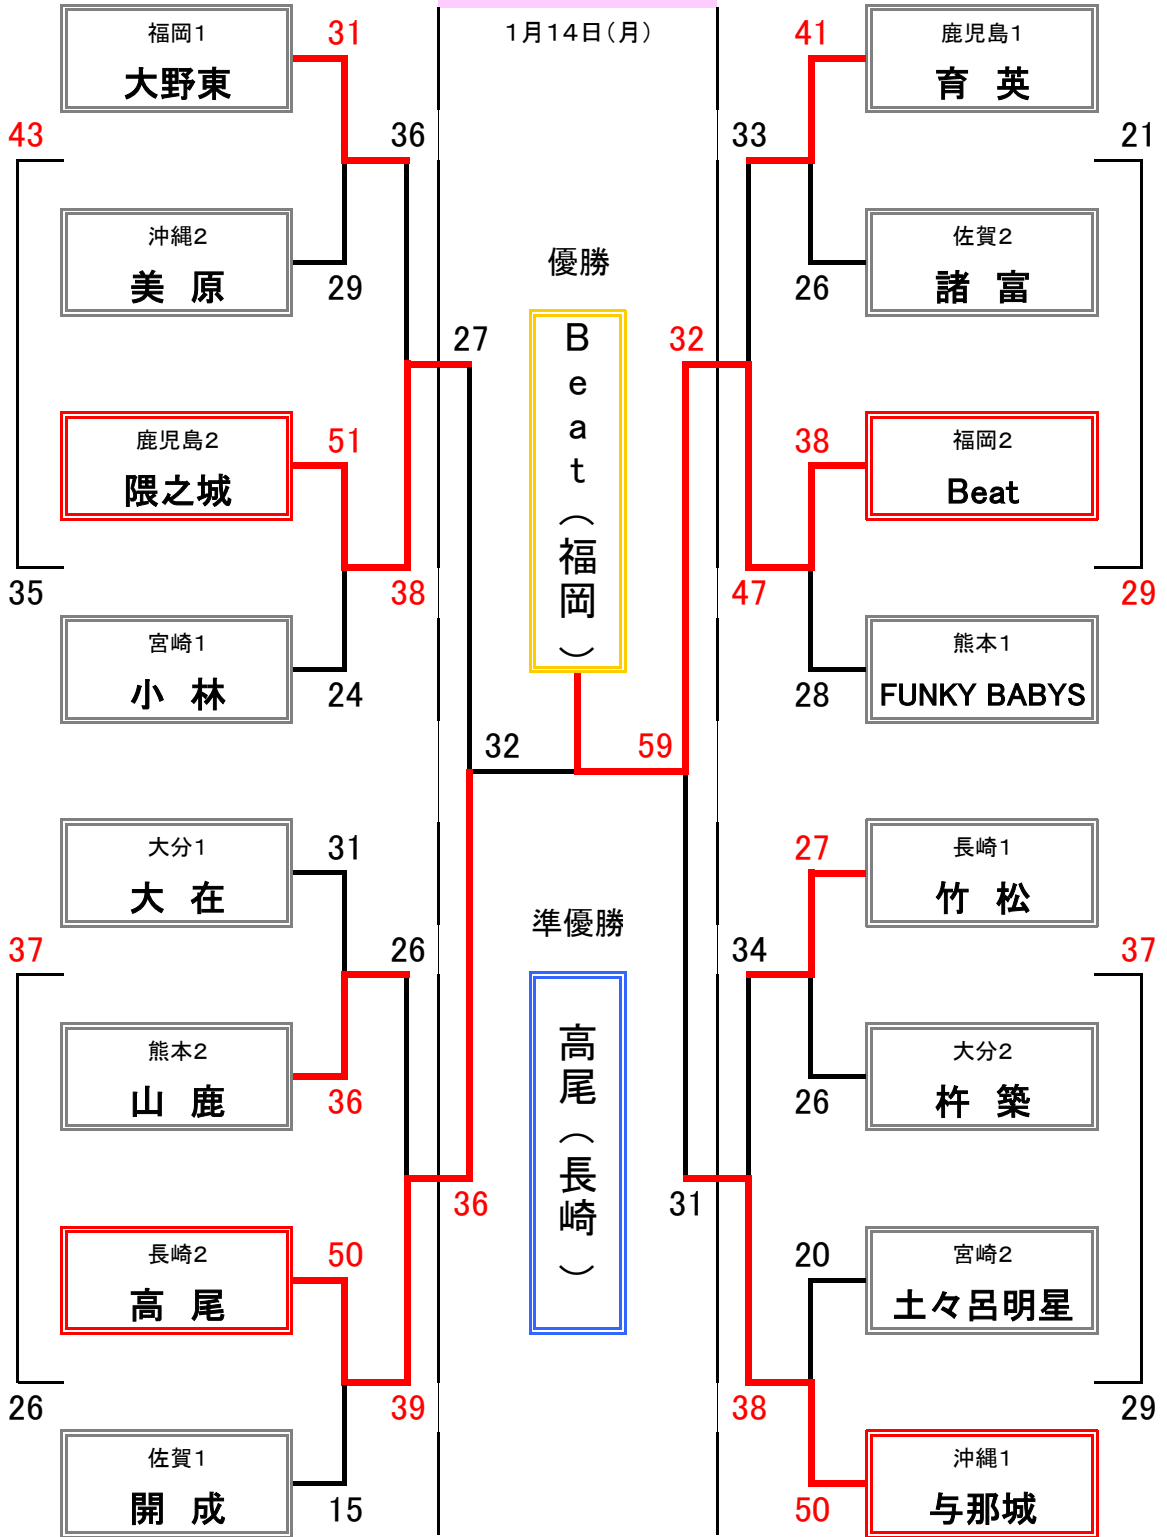 1月14日(月)
福岡1
大野東
31
43
36
沖縄2
美 原
29
27
鹿児島2
隈之城
51
35
38
宮崎1
小 林
24
32
大分1
大 在
31
37
26
熊本2
山 鹿
36
36
長崎2
高 尾
50
26
39
佐賀1
開 成
15
優勝
Beat(福岡)
59
準優勝
高尾(長崎)
41
鹿児島1
育 英
33
21
佐賀2
諸 富
26
32
38
福岡2
Beat
47
29
熊本1
FUNKY BABYS
28
27
長崎1
竹 松
34
37
大分2
杵 築
26
31
20
宮崎2
土々呂明星
38
29
沖縄1
与那城
50